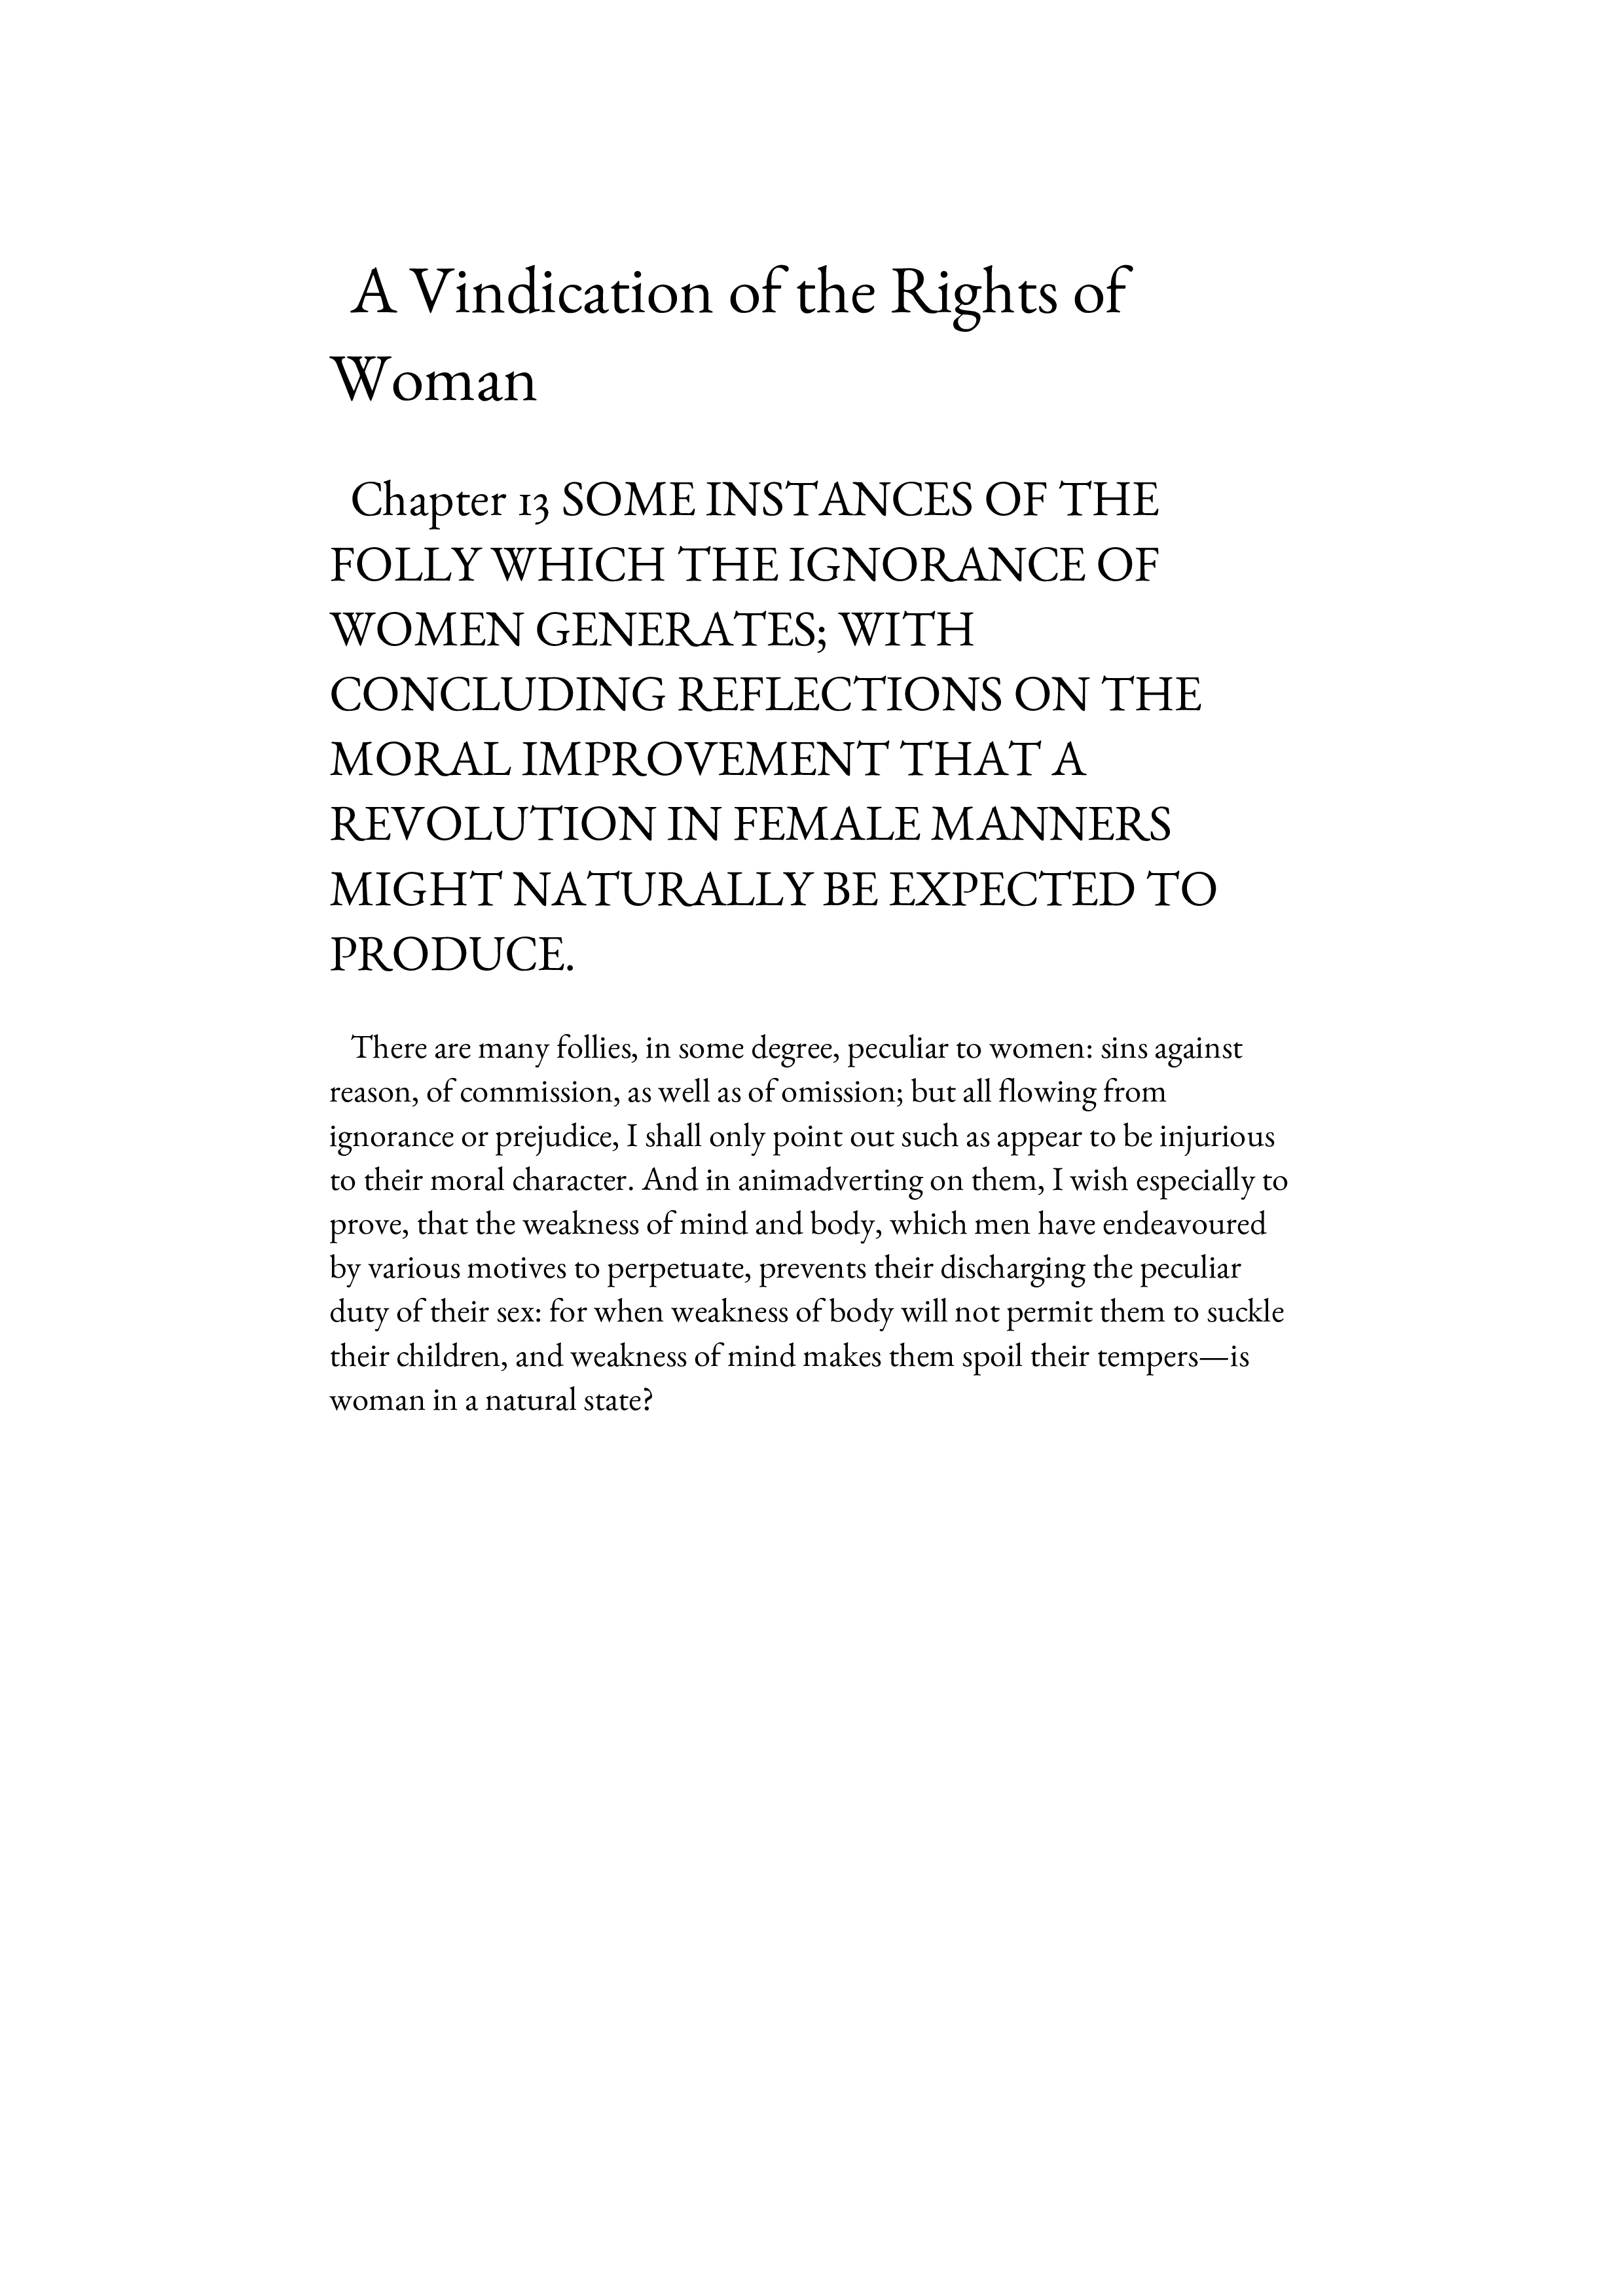 A Vindication of the Rights of
Woman
Chapter 13 SOME INSTANCES OF THE
FOLLY WHICH THE IGNORANCE OF
WOMEN GENERATES; WITH
CONCLUDING REFLECTIONS ON THE
MORAL IMPROVEMENT THAT A
REVOLUTION IN FEMALE MANNERS
MIGHT NATURALLY BE EXPECTED TO
PRODUCE.
There are many follies, in some degree, peculiar to women: sins against
reason, of commission, as well as of omission; but all flowing from
ignorance or prejudice, I shall only point out such as appear to be injurious
to their moral character. And in animadverting on them, I wish especially to
prove, that the weakness of mind and body, which men have endeavoured
by various motives to perpetuate, prevents their discharging the peculiar
duty of their sex: for when weakness of body will not permit them to suckle
their children, and weakness of mind makes them spoil their tempers—is
woman in a natural state?